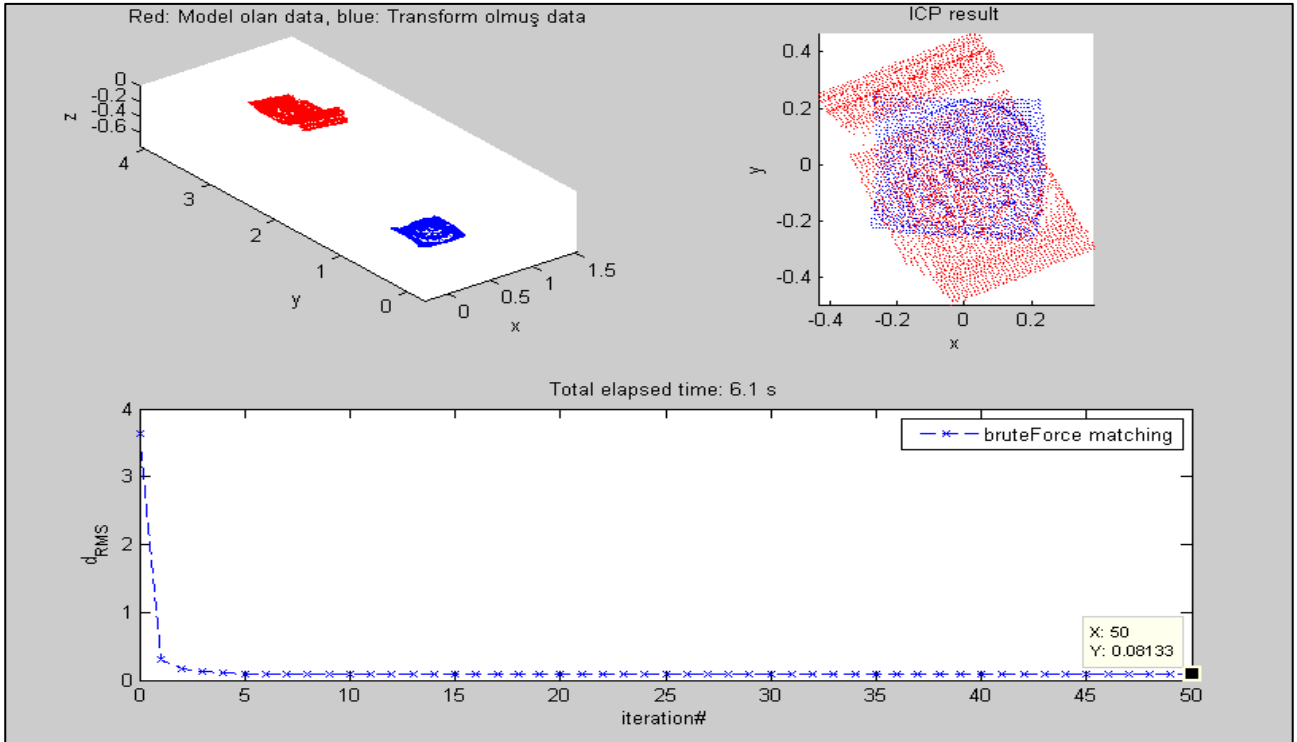 Red: Model olan data, blue: Transform olmuş data
0
-0.2
-0.4
-0.6
z
4
3
2
1
0
y
0
0.5
1
1.5
x
ICP result
0.4
0.2
0
-0.2
-0.4
y
-0.4
-0.2
0
0.2
x
Total elapsed time: 6.1 s
4
3
2
1
0
dRMS
bruteForce matching
X: 50
Y: 0.08133
0 5 10 15 20 25 30 35 40 45 50
iteration#